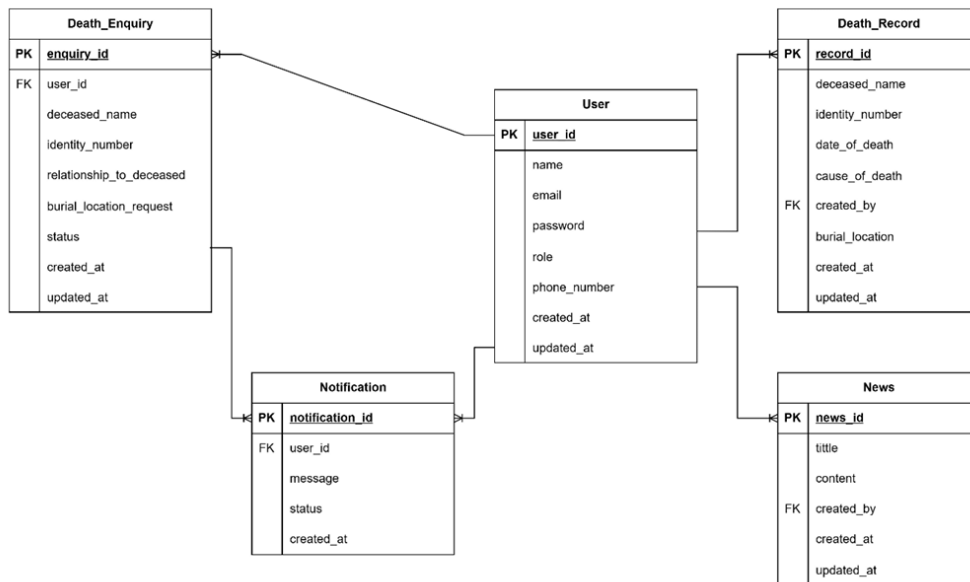 Death_Enquiry
PK enquiry_id
FK user_id
deceased_name
identity_number
relationship_to_deceased
burial_location_request
status
created_at
updated_at
User
PK user_id
name
email
password
role
phone_number
created_at
updated_at
Death_Record
PK record_id
deceased_name
identity_number
date_of_death
cause_of_death
FK created_by
burial_location
created_at
updated_at
Notification
PK notification_id
FK user_id
message
status
created_at
News
PK news_id
tittle
content
FK created_by
created_at
updated_at